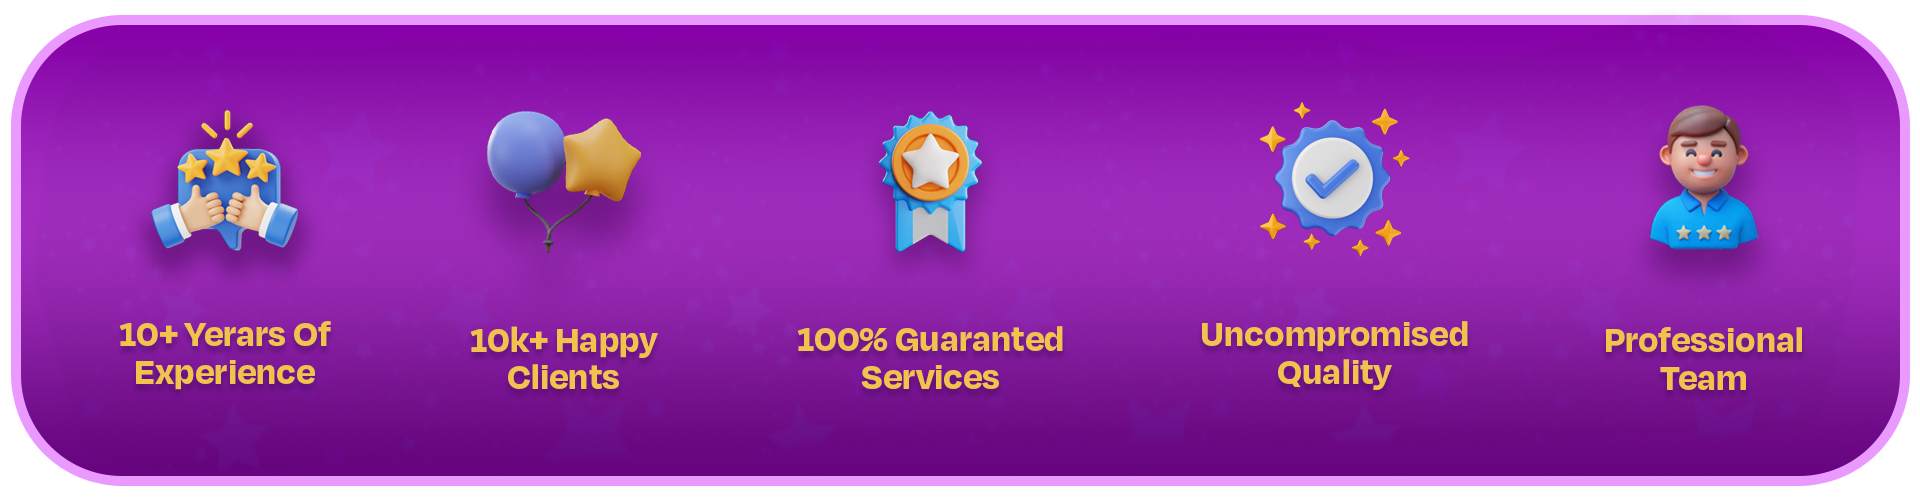 10+ Yerars Of
Experience
10k+ Happy
Clients
100% Guaranted
Services
Uncompromised
Quality
Professional
Team